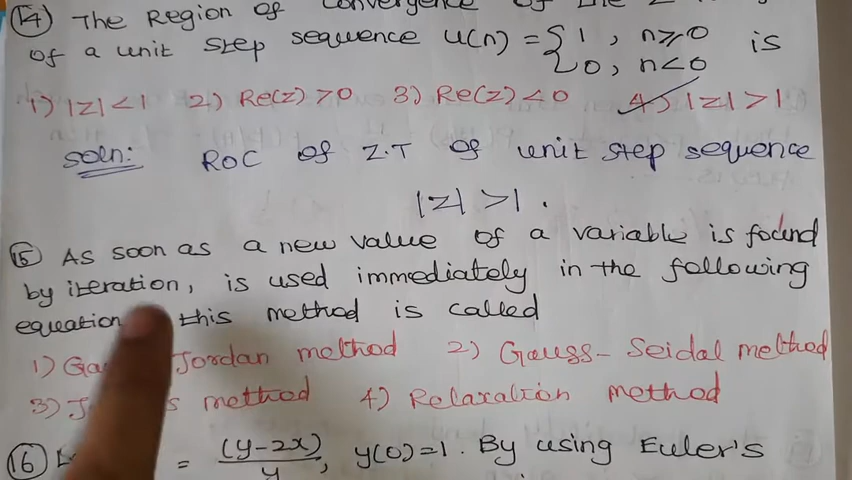 (14) The Region of Convergence of the Z
of a unit step sequence u(n) = { 1 , n≥0
0 , n<0 is
1) |z|<1 2) Re(z)>0 3) Re(z)<0 4) |z|>1
Soln: ROC of Z.T of unit step sequence
|z| >1 .
(15) As soon as a new value of a variable is found
by iteration, is used immediately in the following
equation this method is called
1) Jordan method 2) Gauss - Seidal method
3) method 4) Relaxation method
(16) = (y-2x)/y , y(0)=1. By using Euler's